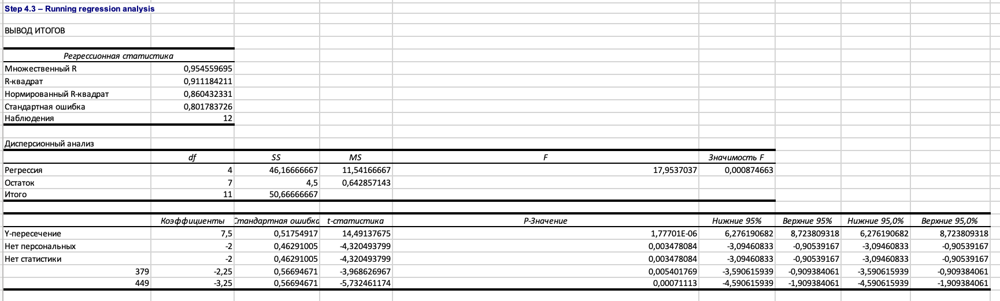 Step 4.3 – Running regression analysis
ВЫВОД ИТОГОВ
Регрессионная статистика
Множественный R 0,954559695
R-квадрат 0,911184211
Нормированный R-квадрат 0,860432331
Стандартная ошибка 0,801783726
Наблюдения 12
Дисперсионный анализ
df SS MS F Значимость F
Регрессия 4 46,16666667 11,54166667 17,9537037 0,000874663
Остаток 7 4,5 0,642857143
Итого 11 50,66666667
Коэффициенты Стандартная ошибка t-статистика P-Значение Нижние 95% Верхние 95% Нижние 95,0% Верхние 95,0%
Y-пересечение 7,5 0,51754917 14,49137675 1,77701E-06 6,276190682 8,723809318 6,276190682 8,723809318
Нет персональных -2 0,46291005 -4,320493799 0,003478084 -3,09460833 -0,90539167 -3,09460833 -0,90539167
Нет статистики -2 0,46291005 -4,320493799 0,003478084 -3,09460833 -0,90539167 -3,09460833 -0,90539167
379 -2,25 0,56694671 -3,968626967 0,005401769 -3,590615939 -0,909384061 -3,590615939 -0,909384061
449 -3,25 0,56694671 -5,732461174 0,00071113 -4,590615939 -1,909384061 -4,590615939 -1,909384061